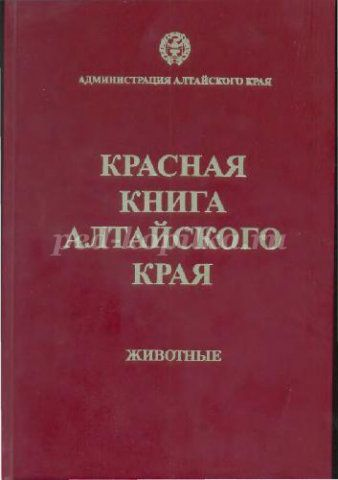 АДМИНИСТРАЦИЯ АЛТАЙСКОГО КРАЯ
КРАСНАЯ
КНИГА
АЛТАЙСКОГО
КРАЯ
ЖИВОТНЫЕ